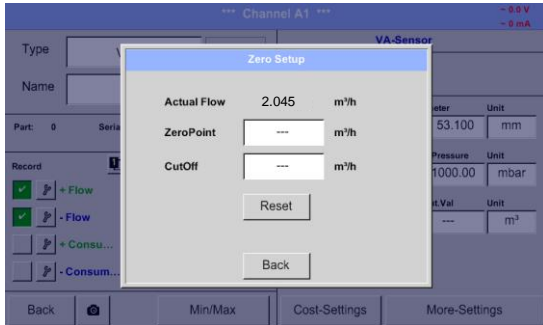 *** Channel A1 ***
~ 0.0 V
~ 0 mA
Type
VA-Sensor
Zero Setup
Name
Actual Flow 2.045 m³/h
Unit
Part: 0
ZeroPoint --- m³/h
53.100 mm
Record
CutOff --- m³/h
Pressure Unit
1000.00 mbar
+ Flow
Reset
Unit
- Flow
--- m³
+ Consu...
- Consum...
Back
Back
Min/Max
Cost-Settings
More-Settings